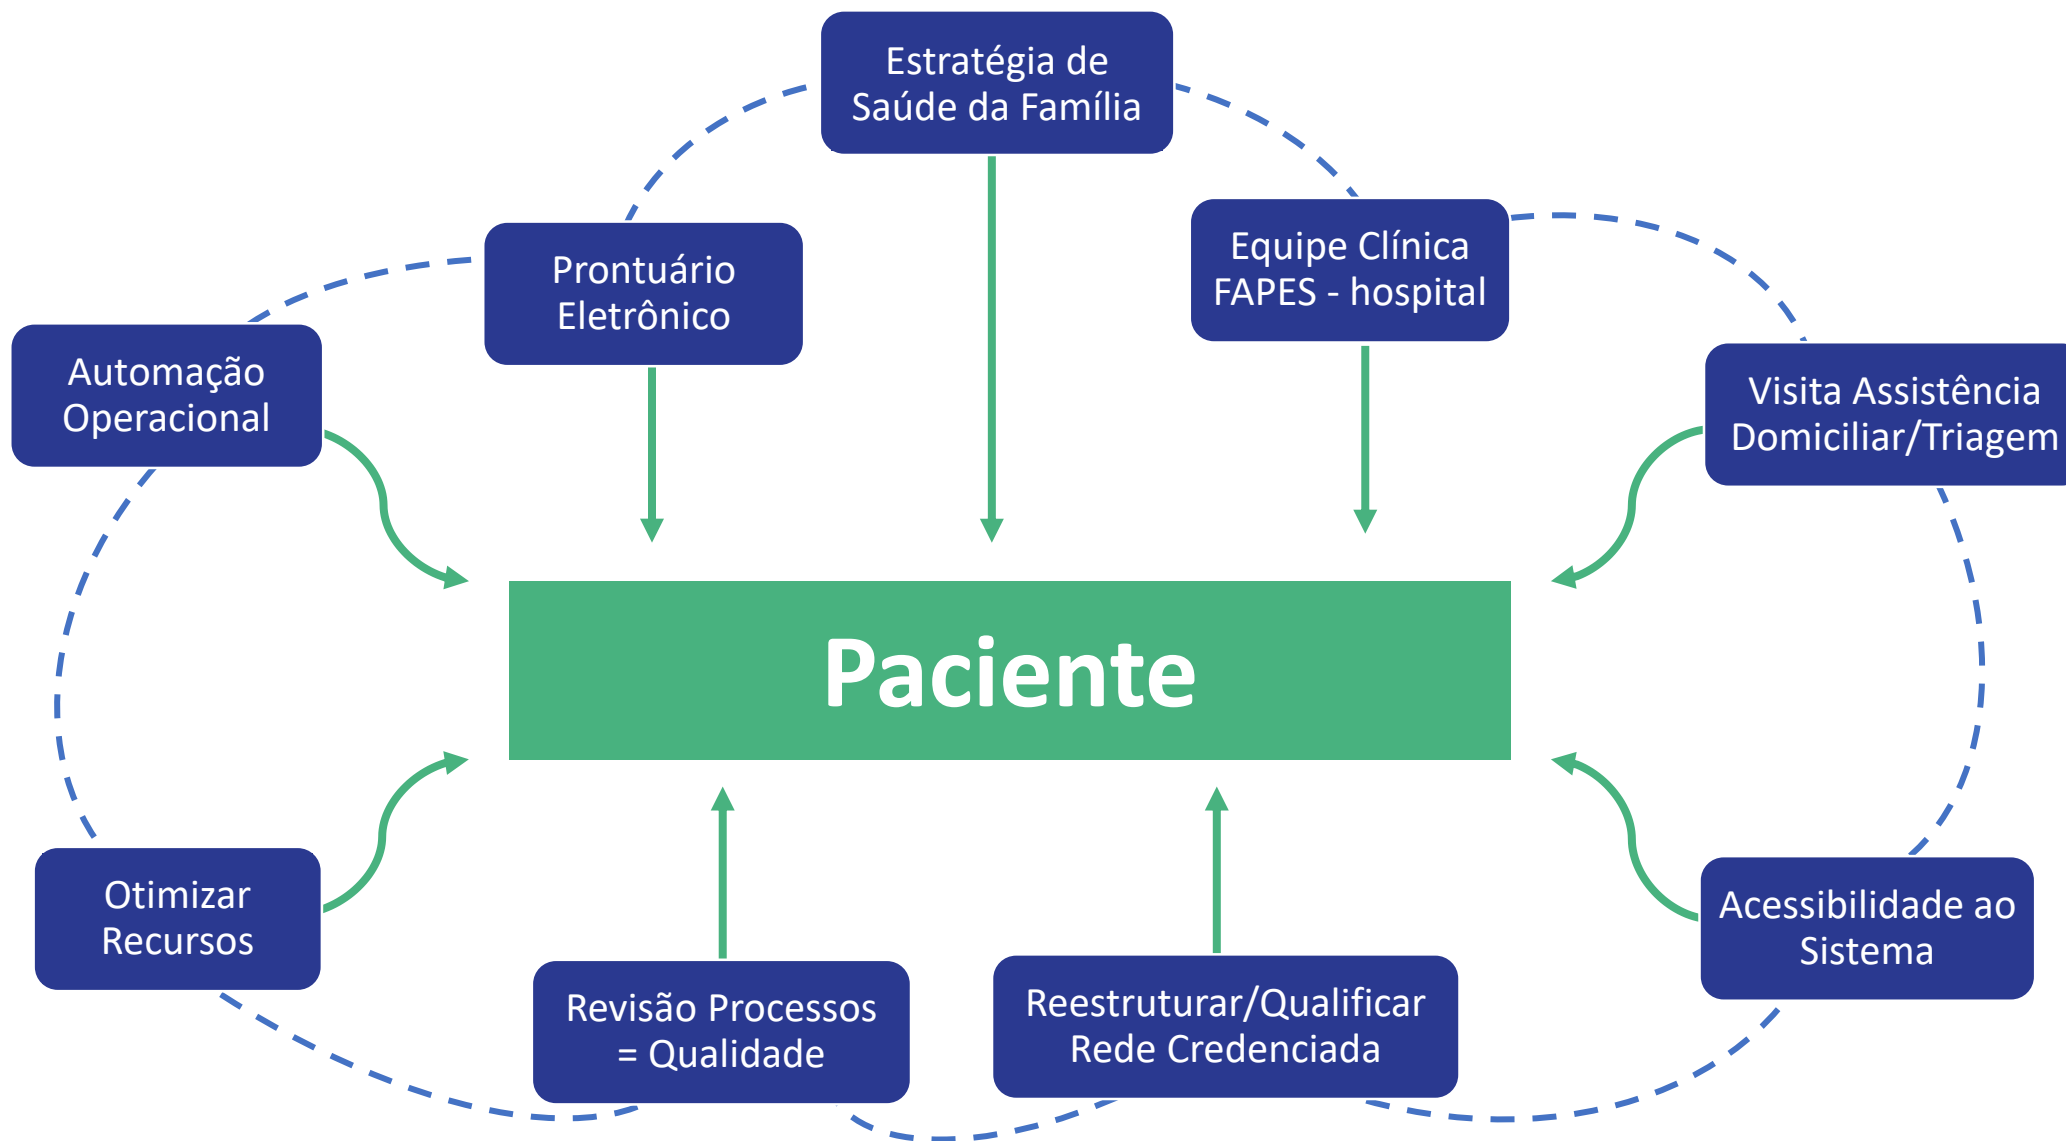 Estratégia de
Saúde da Família
Prontuário
Eletrônico
Equipe Clínica
FAPES - hospital
Automação
Operacional
Visita Assistência
Domiciliar/Triagem
Paciente
Otimizar
Recursos
Revisão Processos
= Qualidade
Reestruturar/Qualificar
Rede Credenciada
Acessibilidade ao
Sistema